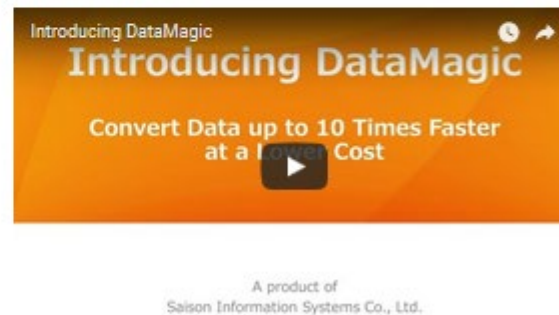 Introducing DataMagic
Introducing DataMagic
Convert Data up to 10 Times Faster
at a Lower Cost
A product of
Saison Information Systems Co., Ltd.